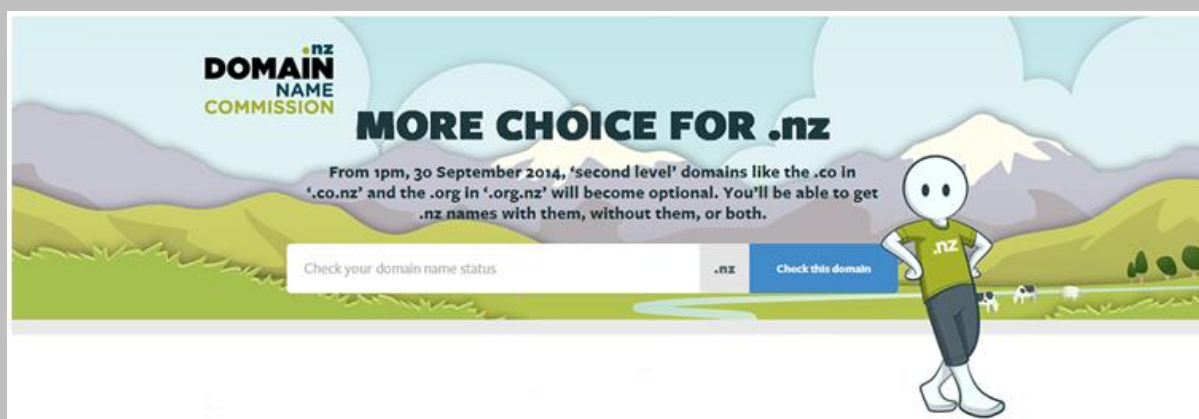 .nz
DOMAIN
NAME
COMMISSION
MORE CHOICE FOR .nz
From 1pm, 30 September 2014, ‘second level’ domains like the .co in
‘.co.nz’ and the .org in ‘.org.nz’ will become optional. You’ll be able to get
.nz names with them, without them, or both.
Check your domain name status
.nz
Check this domain
.nz